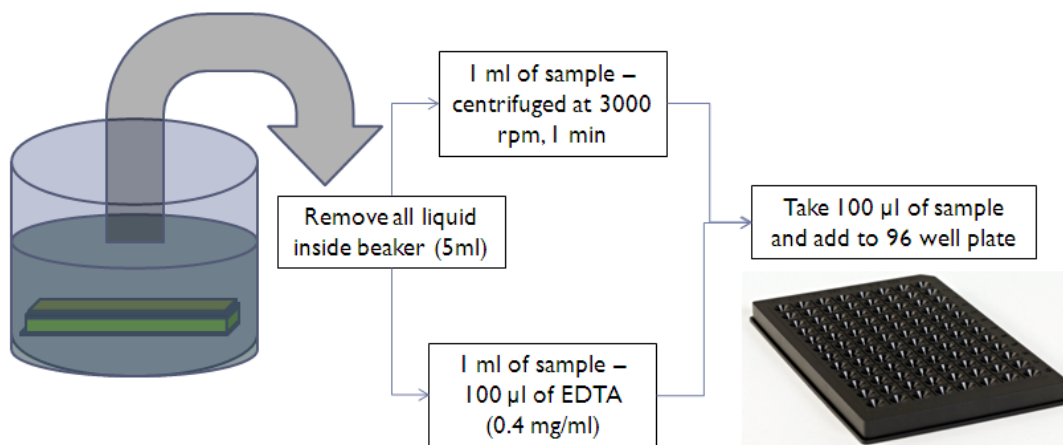 1 ml of sample –
centrifuged at 3000
rpm, 1 min
Remove all liquid
inside beaker (5ml)
Take 100 µl of sample
and add to 96 well plate
1 ml of sample –
100 µl of EDTA
(0.4 mg/ml)